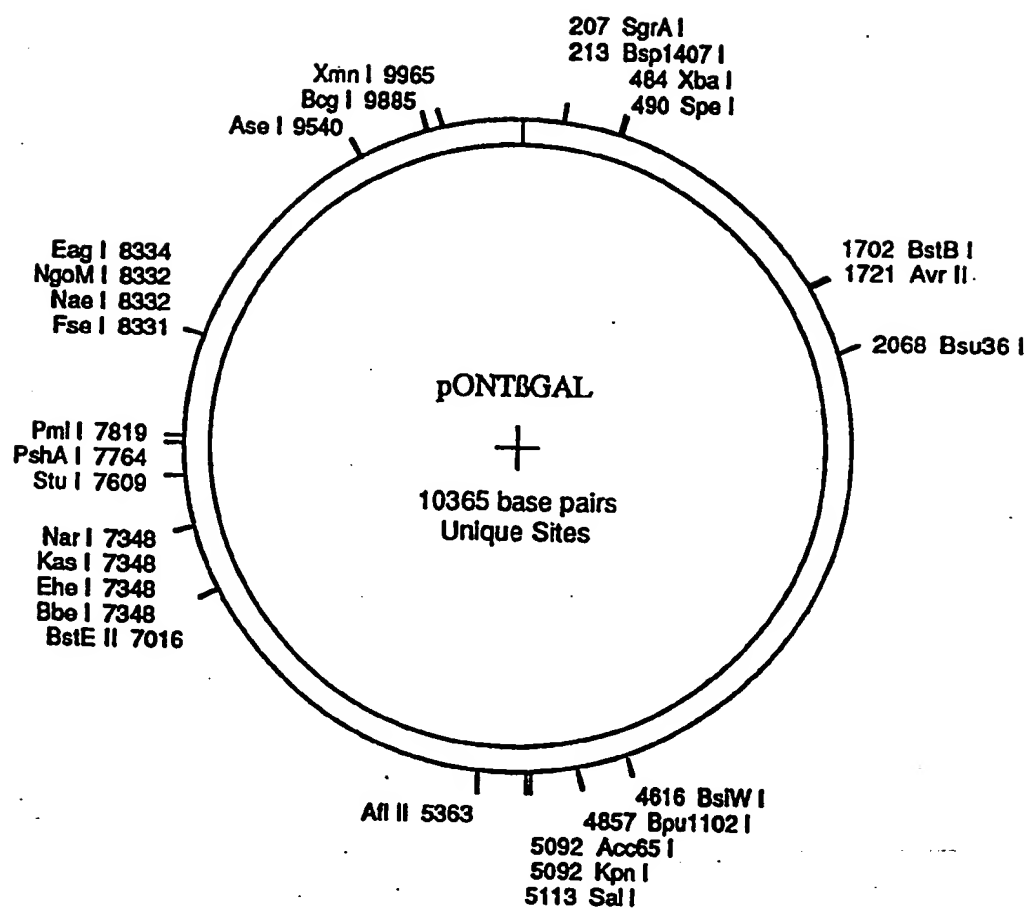 207 SgrA I
213 Bsp1407 I
484 Xba I
490 Spe I
Xmn I 9965
Bcg I 9885
Ase I 9540
1702 BstB I
1721 Avr II
2068 Bsu36 I
Eag I 8334
NgoM I 8332
Nae I 8332
Fse I 8331
pONTßGAL
10365 base pairs
Unique Sites
Pml I 7819
PshA I 7764
Stu I 7609
Nar I 7348
Kas I 7348
Ehe I 7348
Bbe I 7348
BstE II 7016
Afl II 5363
4616 BsiW I
4857 Bpu1102 I
5092 Acc65 I
5092 Kpn I
5113 Sal I